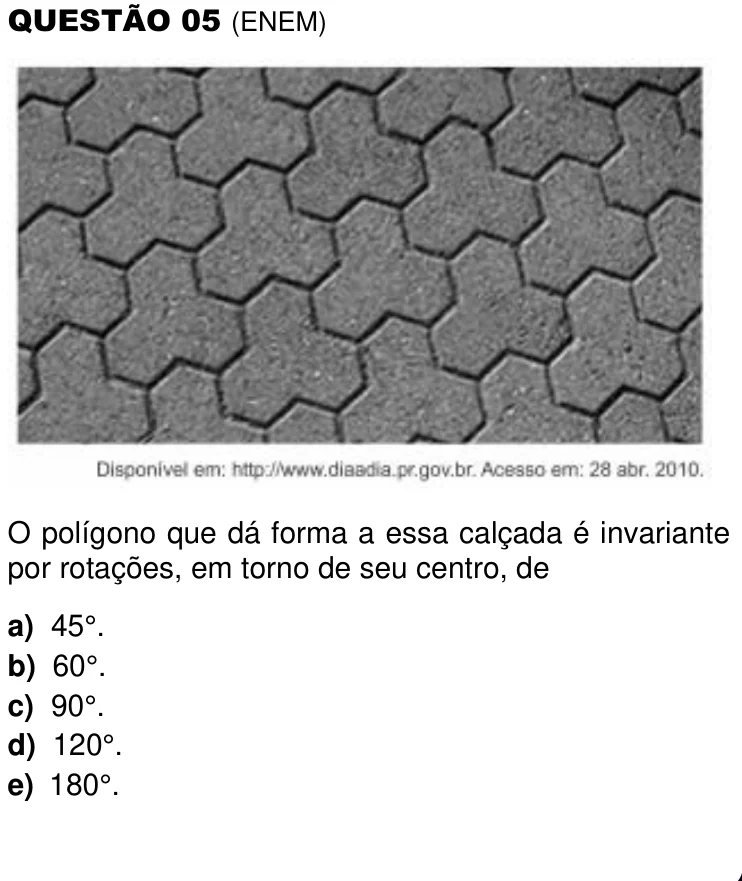 QUESTÃO 05 (ENEM)
Disponível em: http://www.diaadia.pr.gov.br. Acesso em: 28 abr. 2010.
O polígono que dá forma a essa calçada é invariante
por rotações, em torno de seu centro, de
a) 45°.
b) 60°.
c) 90°.
d) 120°.
e) 180°.